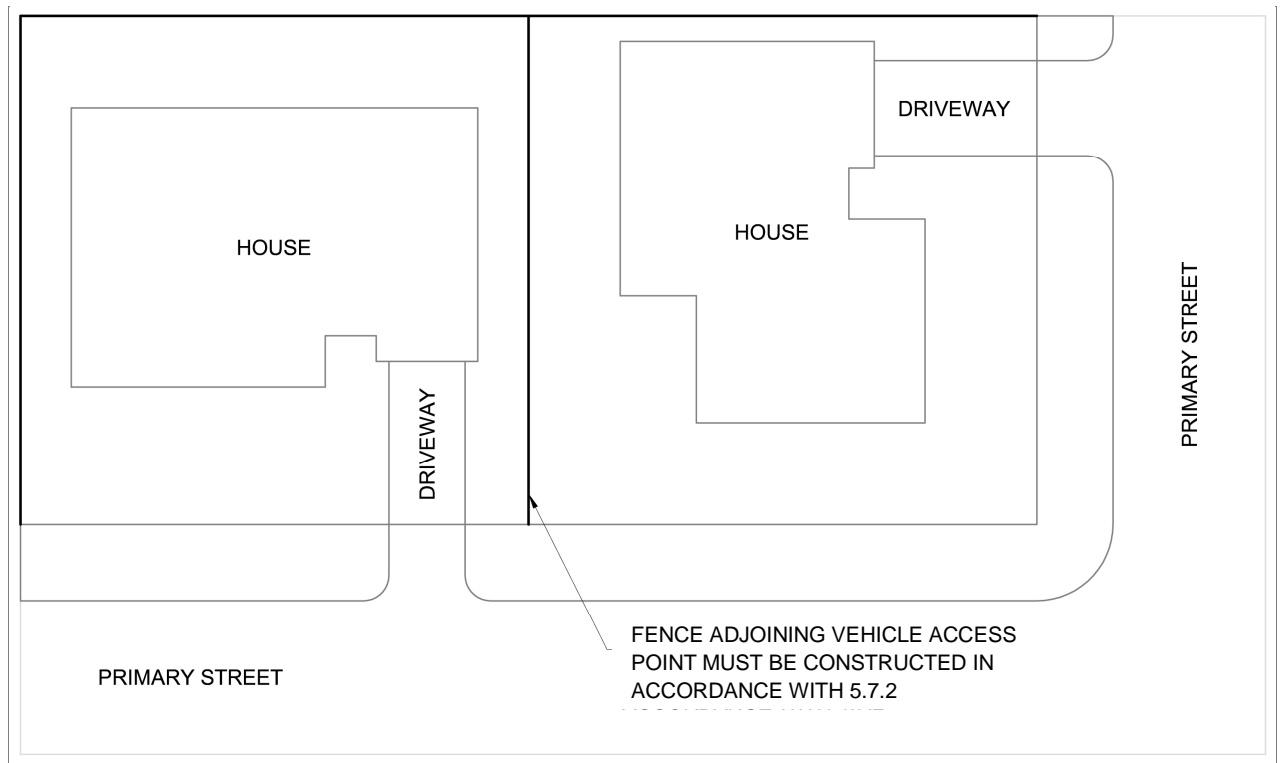 DRIVEWAY
HOUSE
HOUSE
PRIMARY STREET
DRIVEWAY
FENCE ADJOINING VEHICLE ACCESS
POINT MUST BE CONSTRUCTED IN
ACCORDANCE WITH 5.7.2
PRIMARY STREET